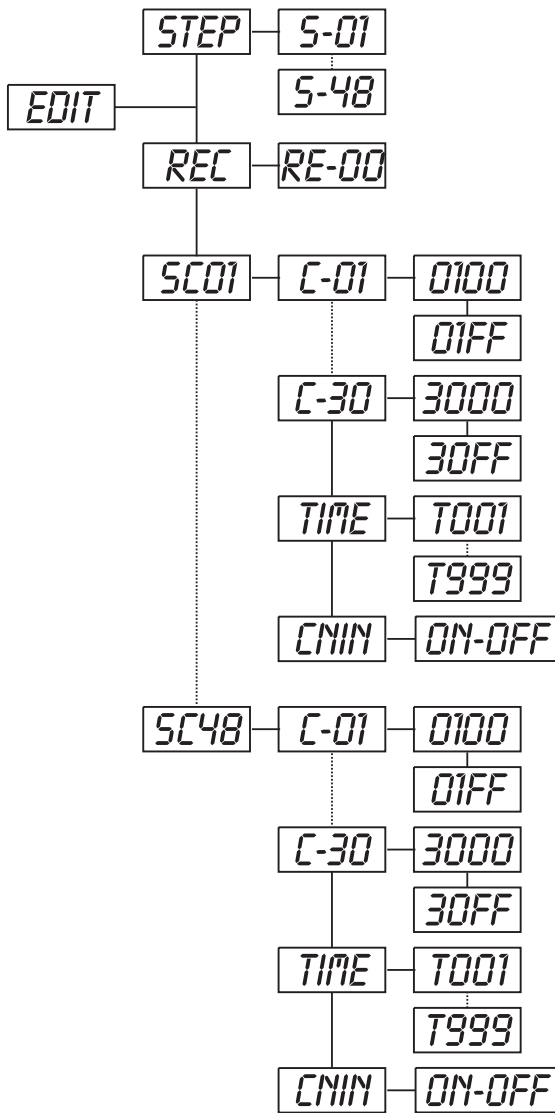 STEP S-01
S-48
EDIT
REC RE-00
SC01 C-01 0100
01FF
C-30 3000
30FF
TIME T001
T999
CNIN ON-OFF
SC48 C-01 0100
01FF
C-30 3000
30FF
TIME T001
T999
CNIN ON-OFF